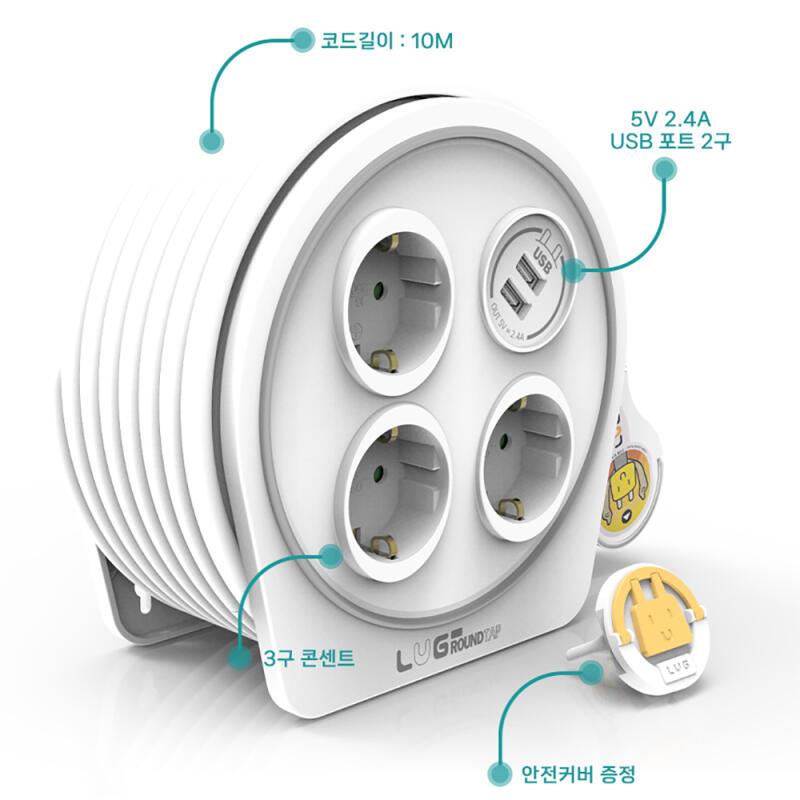 코드길이 : 10M
5V 2.4A
USB 포트 2구
USB
OUT 5V = 2.4A
3구 콘센트
LUG ROUNDTAP
LUG
안전커버 증정